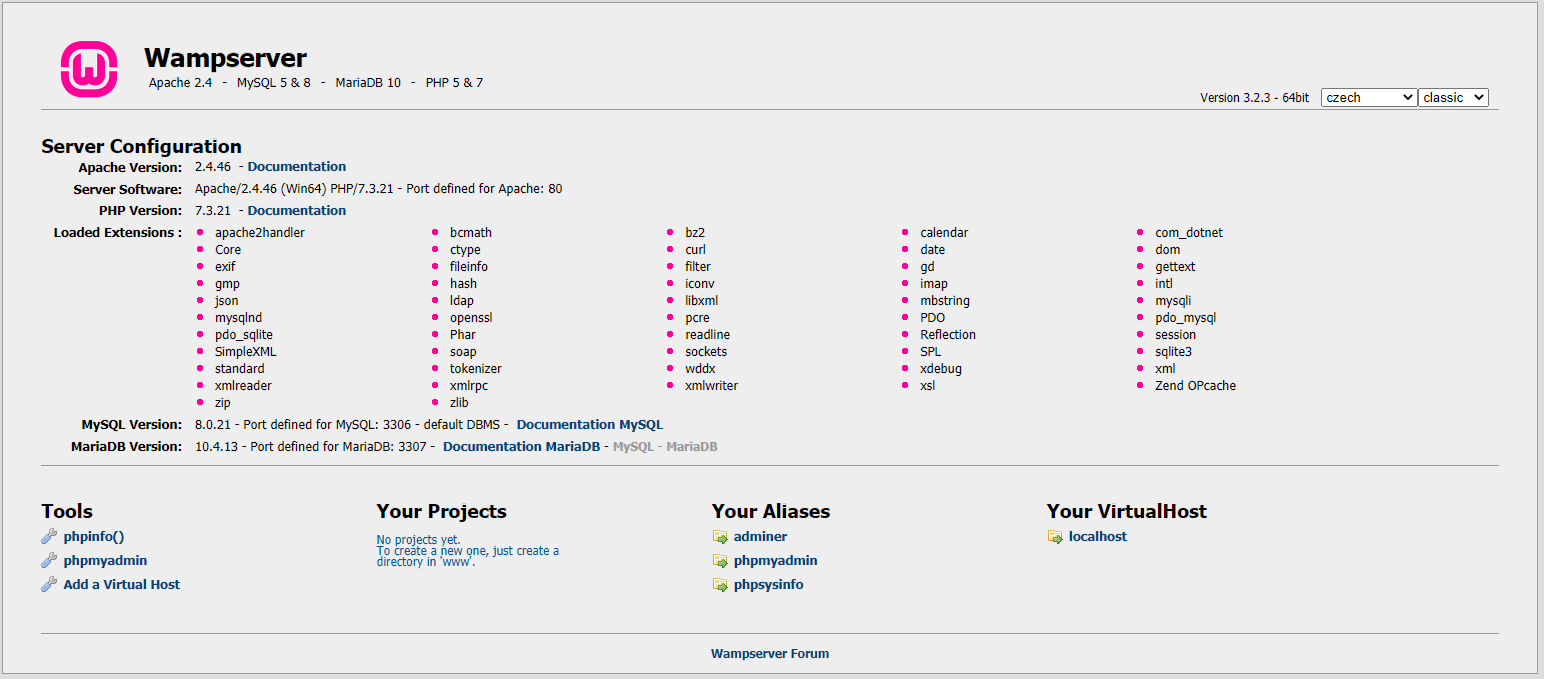 Wampserver
Apache 2.4 - MySQL 5 & 8 - MariaDB 10 - PHP 5 & 7
Version 3.2.3 - 64bit czech classic
Server Configuration
Apache Version: 2.4.46 - Documentation
Server Software: Apache/2.4.46 (Win64) PHP/7.3.21 - Port defined for Apache: 80
PHP Version: 7.3.21 - Documentation
Loaded Extensions : apache2handler bcmath bz2 calendar com_dotnet
Core ctype curl date dom
exif fileinfo filter gd gettext
gmp hash iconv imap intl
json ldap libxml mbstring mysqli
mysqlnd openssl pcre PDO pdo_mysql
pdo_sqlite Phar readline Reflection session
SimpleXML soap sockets SPL sqlite3
standard tokenizer wddx xdebug xml
xmlreader xmlrpc xmlwriter xsl Zend OPcache
zip zlib
MySQL Version: 8.0.21 - Port defined for MySQL: 3306 - default DBMS - Documentation MySQL
MariaDB Version: 10.4.13 - Port defined for MariaDB: 3307 - Documentation MariaDB - MySQL - MariaDB
Tools
phpinfo()
phpmyadmin
Add a Virtual Host
Your Projects
No projects yet.
To create a new one, just create a
directory in 'www'.
Your Aliases
adminer
phpmyadmin
phpsysinfo
Your VirtualHost
localhost
Wampserver Forum